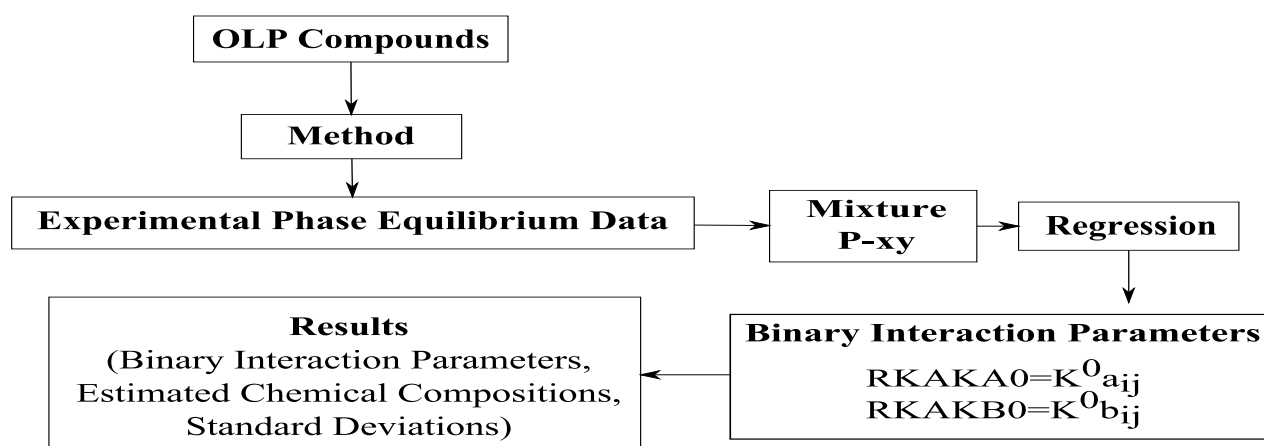 OLP Compounds
Method
Experimental Phase Equilibrium Data
Mixture
P-xy
Regression
Binary Interaction Parameters
RKAKA0=K⁰aᵢⱼ
RKAKB0=K⁰bᵢⱼ
Results
(Binary Interaction Parameters,
Estimated Chemical Compositions,
Standard Deviations)